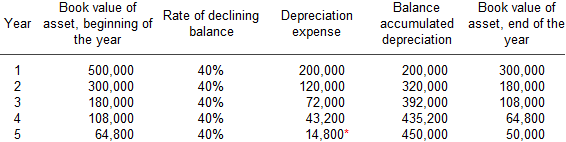 Year Book value of asset, beginning of the year Rate of declining balance Depreciation expense Balance accumulated depreciation Book value of asset, end of the year
1 500,000 40% 200,000 200,000 300,000
2 300,000 40% 120,000 320,000 180,000
3 180,000 40% 72,000 392,000 108,000
4 108,000 40% 43,200 435,200 64,800
5 64,800 40% 14,800* 450,000 50,000